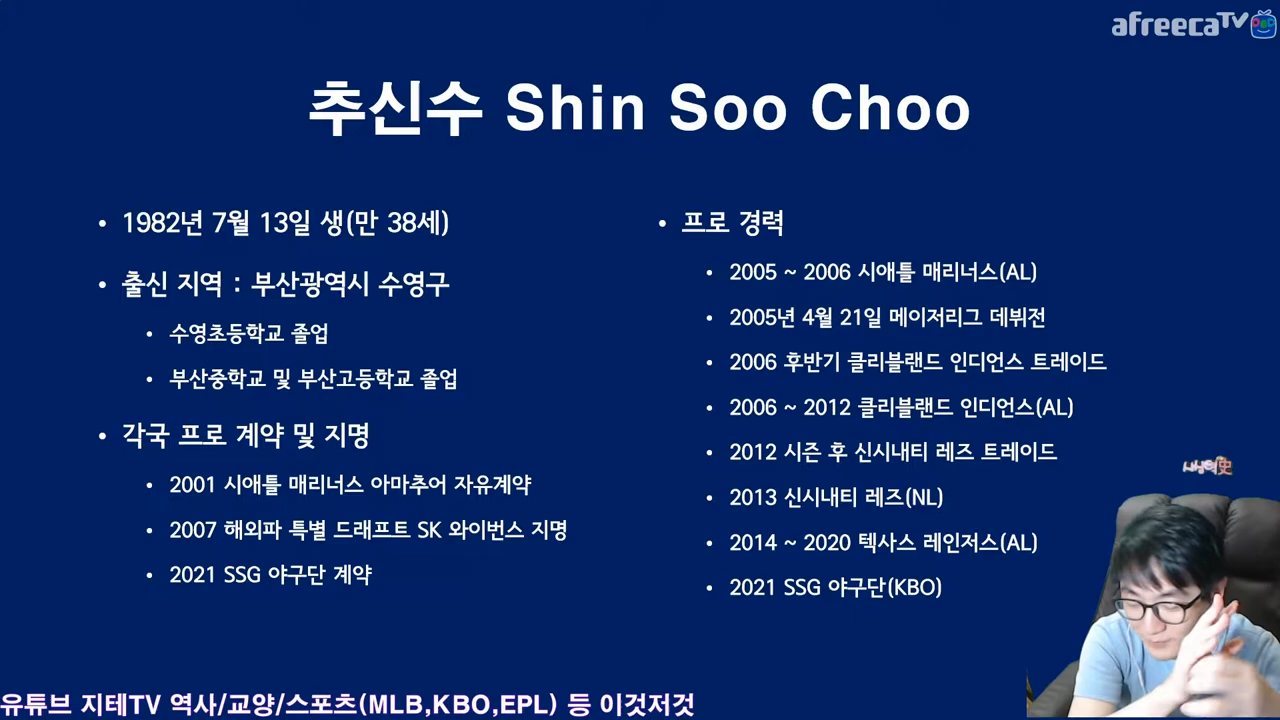 afreecaTV
추신수 Shin Soo Choo
• 1982년 7월 13일 생(만 38세)
• 출신 지역 : 부산광역시 수영구
• 수영초등학교 졸업
• 부산중학교 및 부산고등학교 졸업
• 각국 프로 계약 및 지명
• 2001 시애틀 매리너스 아마추어 자유계약
• 2007 해외파 특별 드래프트 SK 와이번스 지명
• 2021 SSG 야구단 계약
• 프로 경력
• 2005 ~ 2006 시애틀 매리너스(AL)
• 2005년 4월 21일 메이저리그 데뷔전
• 2006 후반기 클리블랜드 인디언스 트레이드
• 2006 ~ 2012 클리블랜드 인디언스(AL)
• 2012 시즌 후 신시내티 레즈 트레이드
• 2013 신시내티 레즈(NL)
• 2014 ~ 2020 텍사스 레인저스(AL)
• 2021 SSG 야구단(KBO)
유튜브 지테TV 역사/교양/스포츠(MLB,KBO,EPL) 등 이것저것